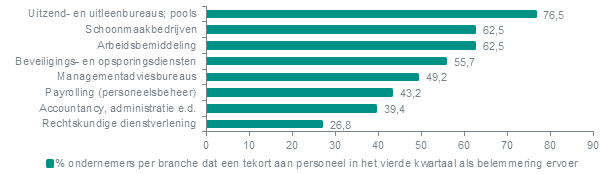 Uitzend- en uitleenbureaus; pools 76,5
Schoonmaakbedrijven 62,5
Arbeidsbemiddeling 62,5
Beveiligings- en opsporingsdiensten 55,7
Managementadviesbureaus 49,2
Payrolling (personeelsbeheer) 43,2
Accountancy, administratie e.d. 39,4
Rechtskundige dienstverlening 26,8
0 10 20 30 40 50 60 70 80 90
% ondernemers per branche dat een tekort aan personeel in het vierde kwartaal als belemmering ervoer